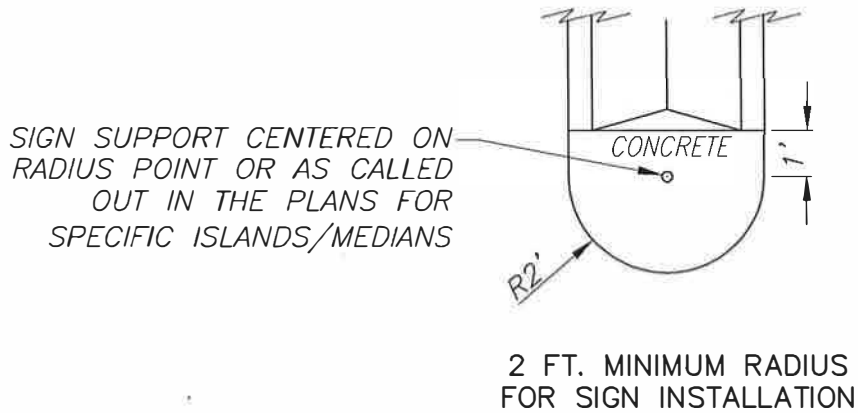 SIGN SUPPORT CENTERED ON
RADIUS POINT OR AS CALLED
OUT IN THE PLANS FOR
SPECIFIC ISLANDS/MEDIANS
CONCRETE
1'
R2'
2 FT. MINIMUM RADIUS
FOR SIGN INSTALLATION